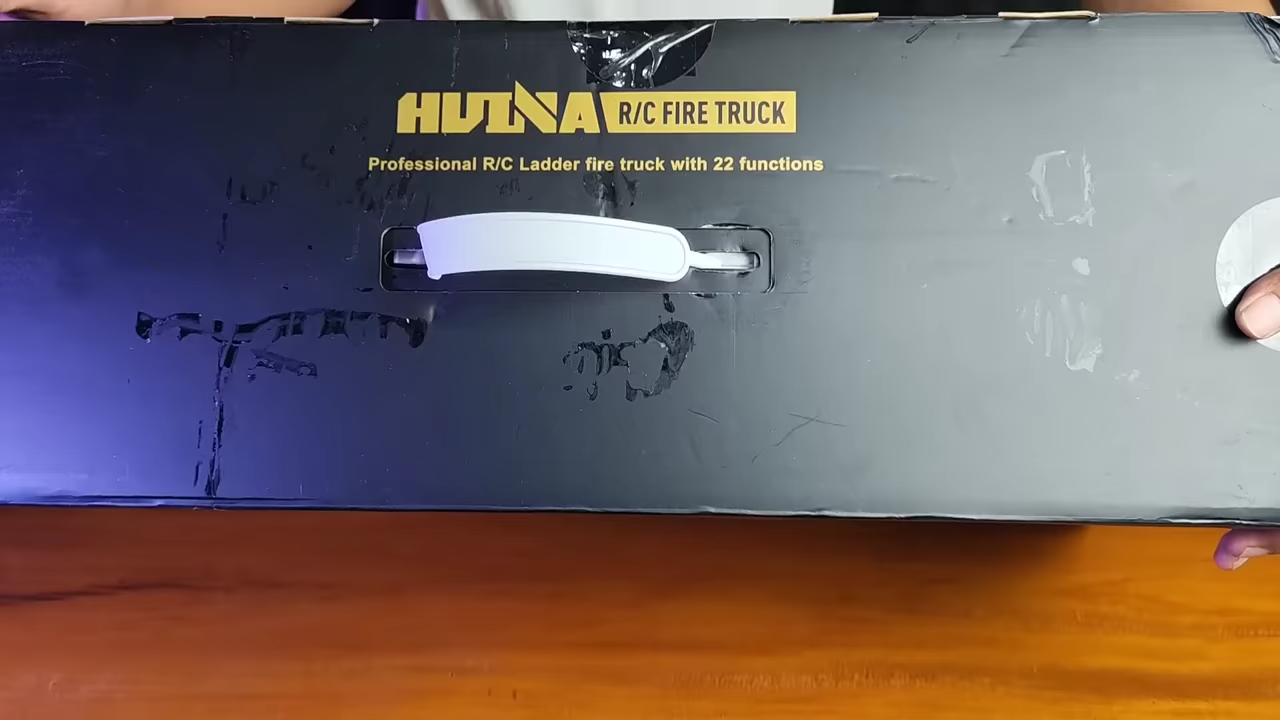 HUINA R/C FIRE TRUCK
Professional R/C Ladder fire truck with 22 functions